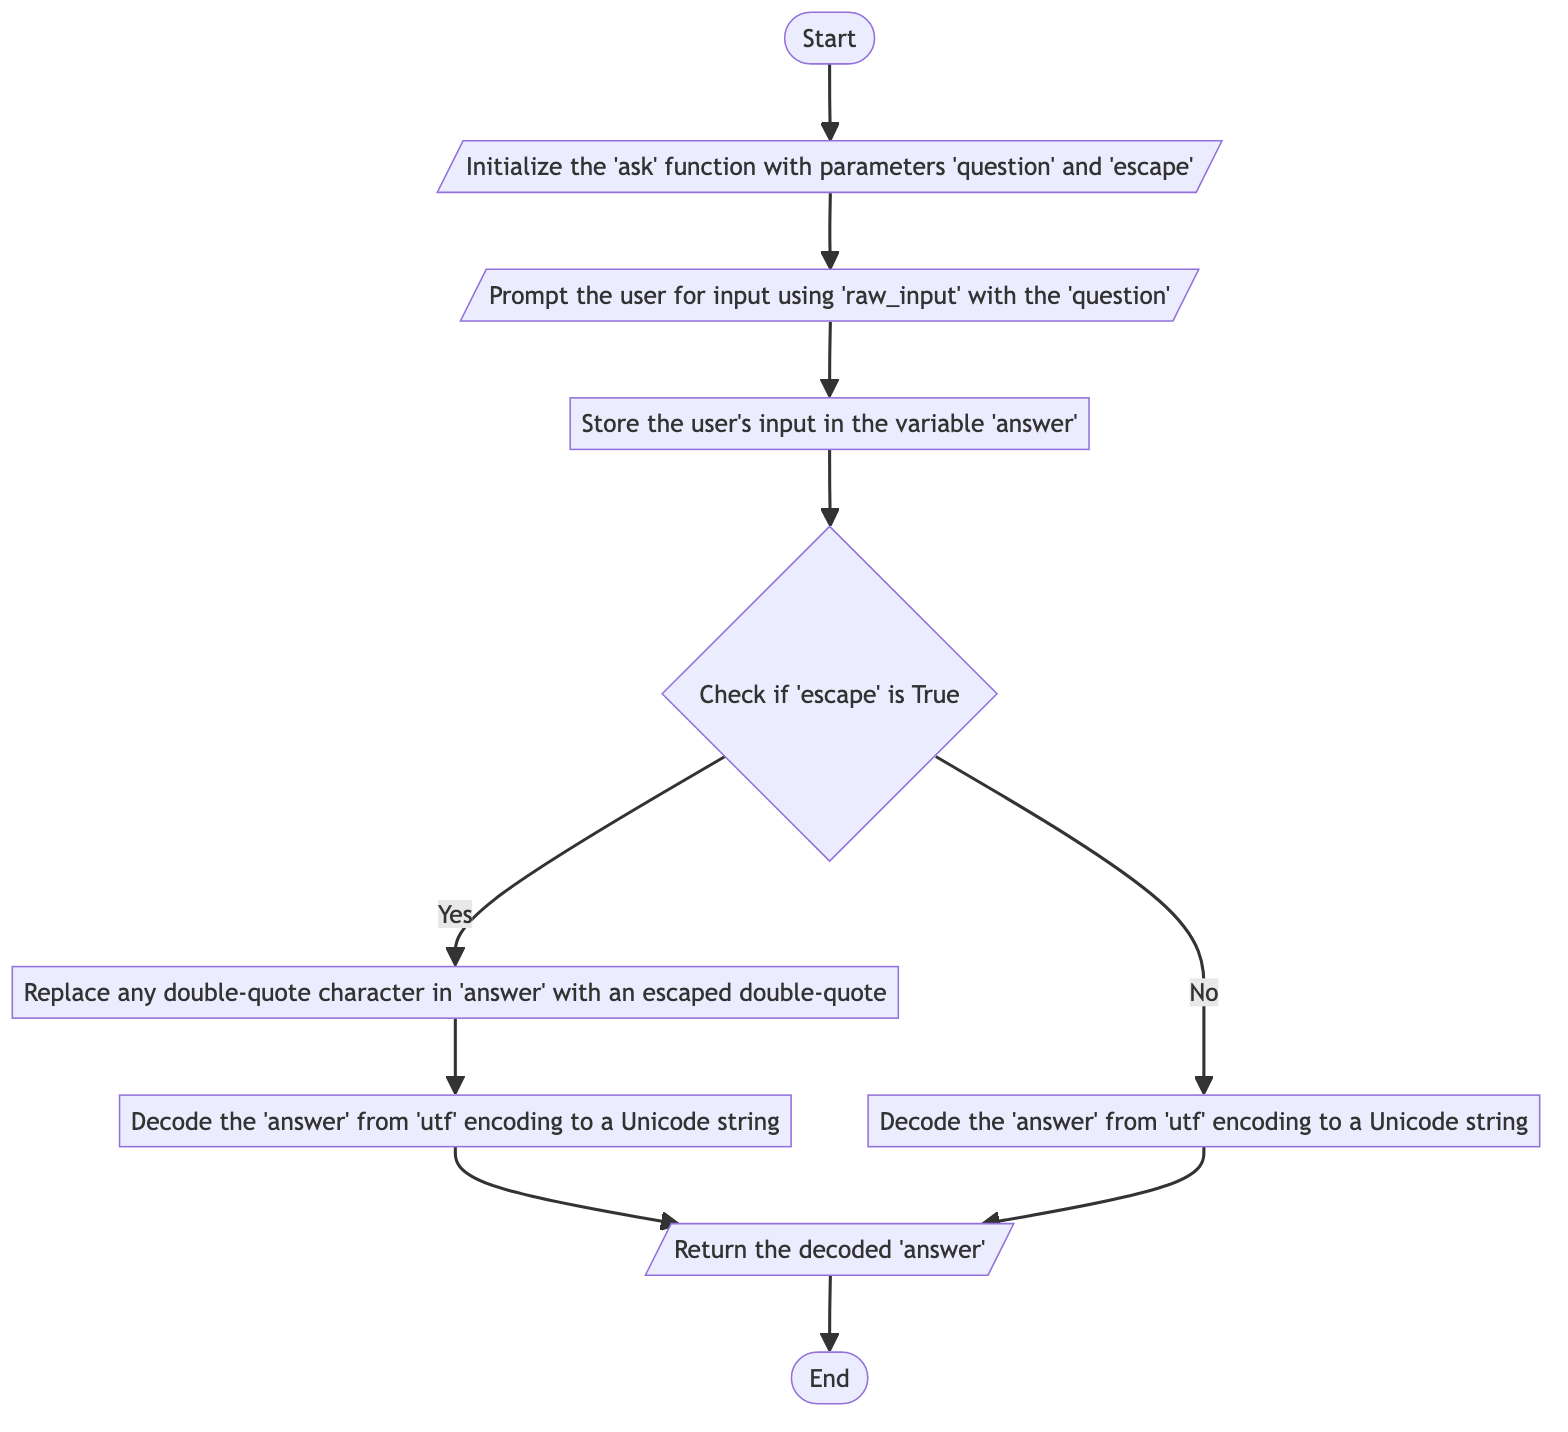 Start
Initialize the 'ask' function with parameters 'question' and 'escape'
Prompt the user for input using 'raw_input' with the 'question'
Store the user's input in the variable 'answer'
Check if 'escape' is True
Yes
Replace any double-quote character in 'answer' with an escaped double-quote
No
Decode the 'answer' from 'utf' encoding to a Unicode string
Decode the 'answer' from 'utf' encoding to a Unicode string
Return the decoded 'answer'
End